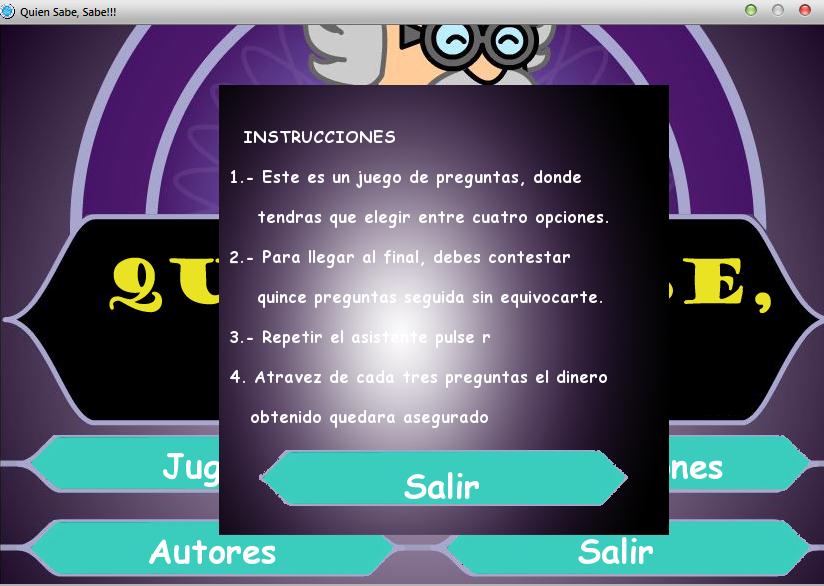 Quien Sabe, Sabe!!!
INSTRUCCIONES
1.- Este es un juego de preguntas, donde
tendras que elegir entre cuatro opciones.
2.- Para llegar al final, debes contestar
quince preguntas seguida sin equivocarte.
3.- Repetir el asistente pulse r
4. Atravez de cada tres preguntas el dinero
obtenido quedara asegurado
Salir
QU
BE,
Jug
nes
Autores
Salir